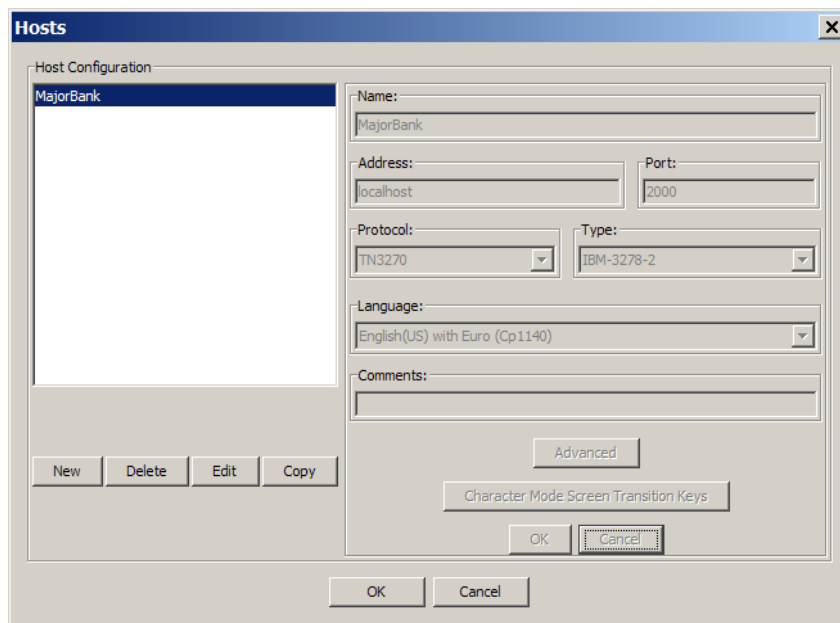 Hosts
Host Configuration
MajorBank
Name:
MajorBank
Address:
Port:
localhost
2000
Protocol:
Type:
TN3270
IBM-3278-2
Language:
English(US) with Euro (Cp1140)
Comments:
New
Delete
Edit
Copy
Advanced
Character Mode Screen Transition Keys
OK
Cancel
OK
Cancel